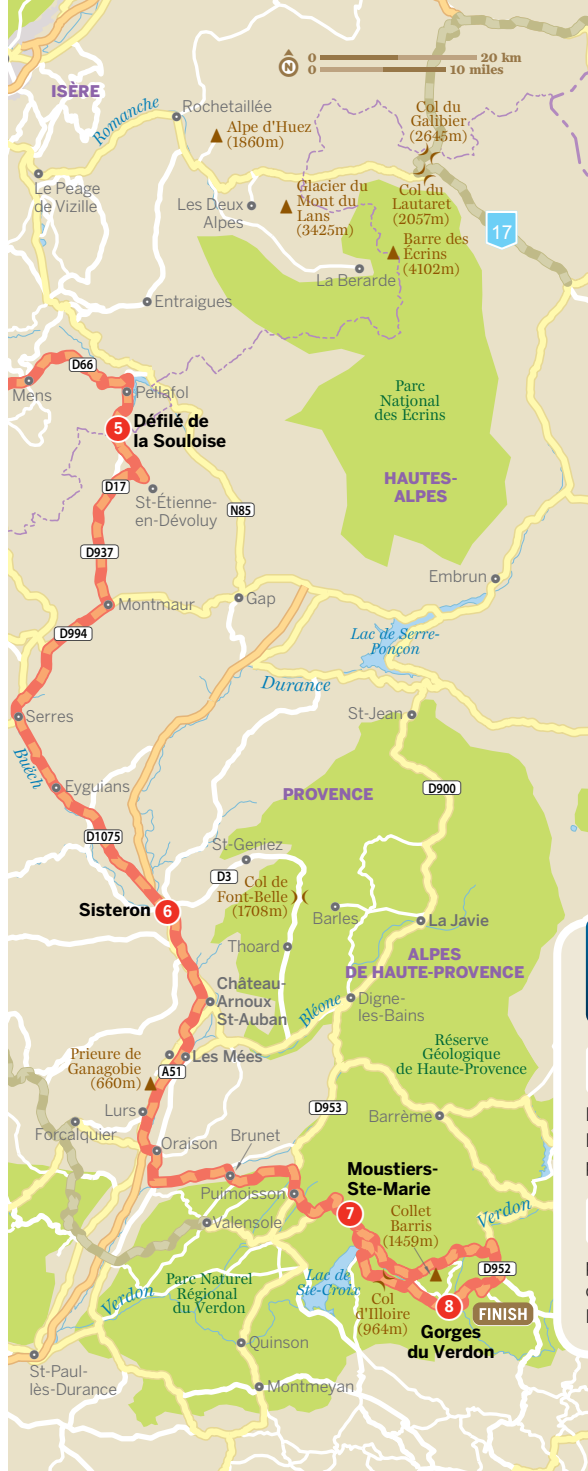 0 20 km
N
0 10 miles
ISÈRE
Romanche
Rochetaillée
Alpe d'Huez
(1860m)
Col du
Galibier
(2645m)
Le Peage
de Vizille
Les Deux
Alpes
Glacier du
Mont du
Lans
(3425m)
Col du
Lautaret
(2057m)
17
Barre des
Écrins
(4102m)
La Berarde
Entraigues
D66
Mens
Pellafol
Parc
National
des Écrins
5
Défilé de
la Souloise
HAUTES-
ALPES
D17
St-Étienne-
en-Dévoluy
N85
D937
Embrun
Montmaur
Gap
D994
Lac de Serre-
Ponçon
Durance
Serres
St-Jean
Buëch
Eyguians
PROVENCE
D900
D1075
St-Geniez
D3
Col de
Font-Belle
(1708m)
Sisteron
6
Barles
La Javie
Thoard
ALPES
DE HAUTE-PROVENCE
Château-
Arnoux
St-Auban
Bléone
Digne-
les-Bains
Prieure de
Ganagobie
(660m)
Les Mées
A51
Réserve
Géologique
de Haute-Provence
Lurs
D953
Barrème
Forcalquier
Oraison
Brunet
Moustiers-
Ste-Marie
Puimoisson
7
Collet
Barris
(1459m)
Verdon
Valensole
D952
Parc Naturel
Régional
du Verdon
Lac de
Ste-Croix
Verdon
Col
d'Illoire
(964m)
8
FINISH
Gorges
du Verdon
Quinson
St-Paul-
lès-Durance
Montmeyan